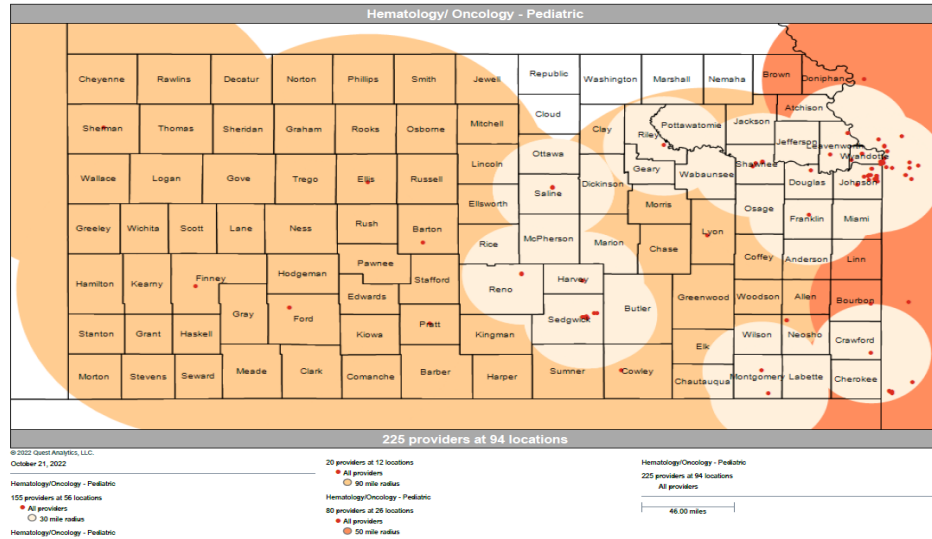 Hematology/ Oncology - Pediatric
Cheyenne Rawlins Decatur Norton Phillips Smith Jewell Republic Washington Marshall Nemaha Brown Doniphan
Cloud Atchison
Sherman Thomas Sheridan Graham Rooks Osborne Mitchell Clay Riley Pottawatomie Jackson
Jefferson Leavenworth
Ottawa Wyandotte
Lincoln Shawnee
Wallace Logan Gove Trego Ellis Russell Saline Dickinson Geary Wabaunsee Douglas Johnson
Ellsworth Morris Osage
Greeley Wichita Scott Lane Ness Rush Barton Rice McPherson Marion Chase Lyon Franklin Miami
Coffey Anderson Linn
Pawnee
Hamilton Kearny Finney Hodgeman Stafford Reno Harvey
Edwards Greenwood Woodson Allen Bourbon
Gray Ford Sedgwick Butler
Stanton Grant Haskell Kiowa Pratt Kingman Wilson Neosho Crawford
Elk
Morton Stevens Seward Meade Clark Comanche Barber Harper Sumner Cowley Chautauqua Montgomery Labette Cherokee
225 providers at 94 locations
© 2022 Quest Analytics, LLC.
October 21, 2022
Hematology/Oncology - Pediatric
155 providers at 56 locations
All providers
30 mile radius
Hematology/Oncology - Pediatric
20 providers at 12 locations
All providers
90 mile radius
Hematology/Oncology - Pediatric
80 providers at 26 locations
All providers
50 mile radius
Hematology/Oncology - Pediatric
225 providers at 94 locations
All providers
46.00 miles